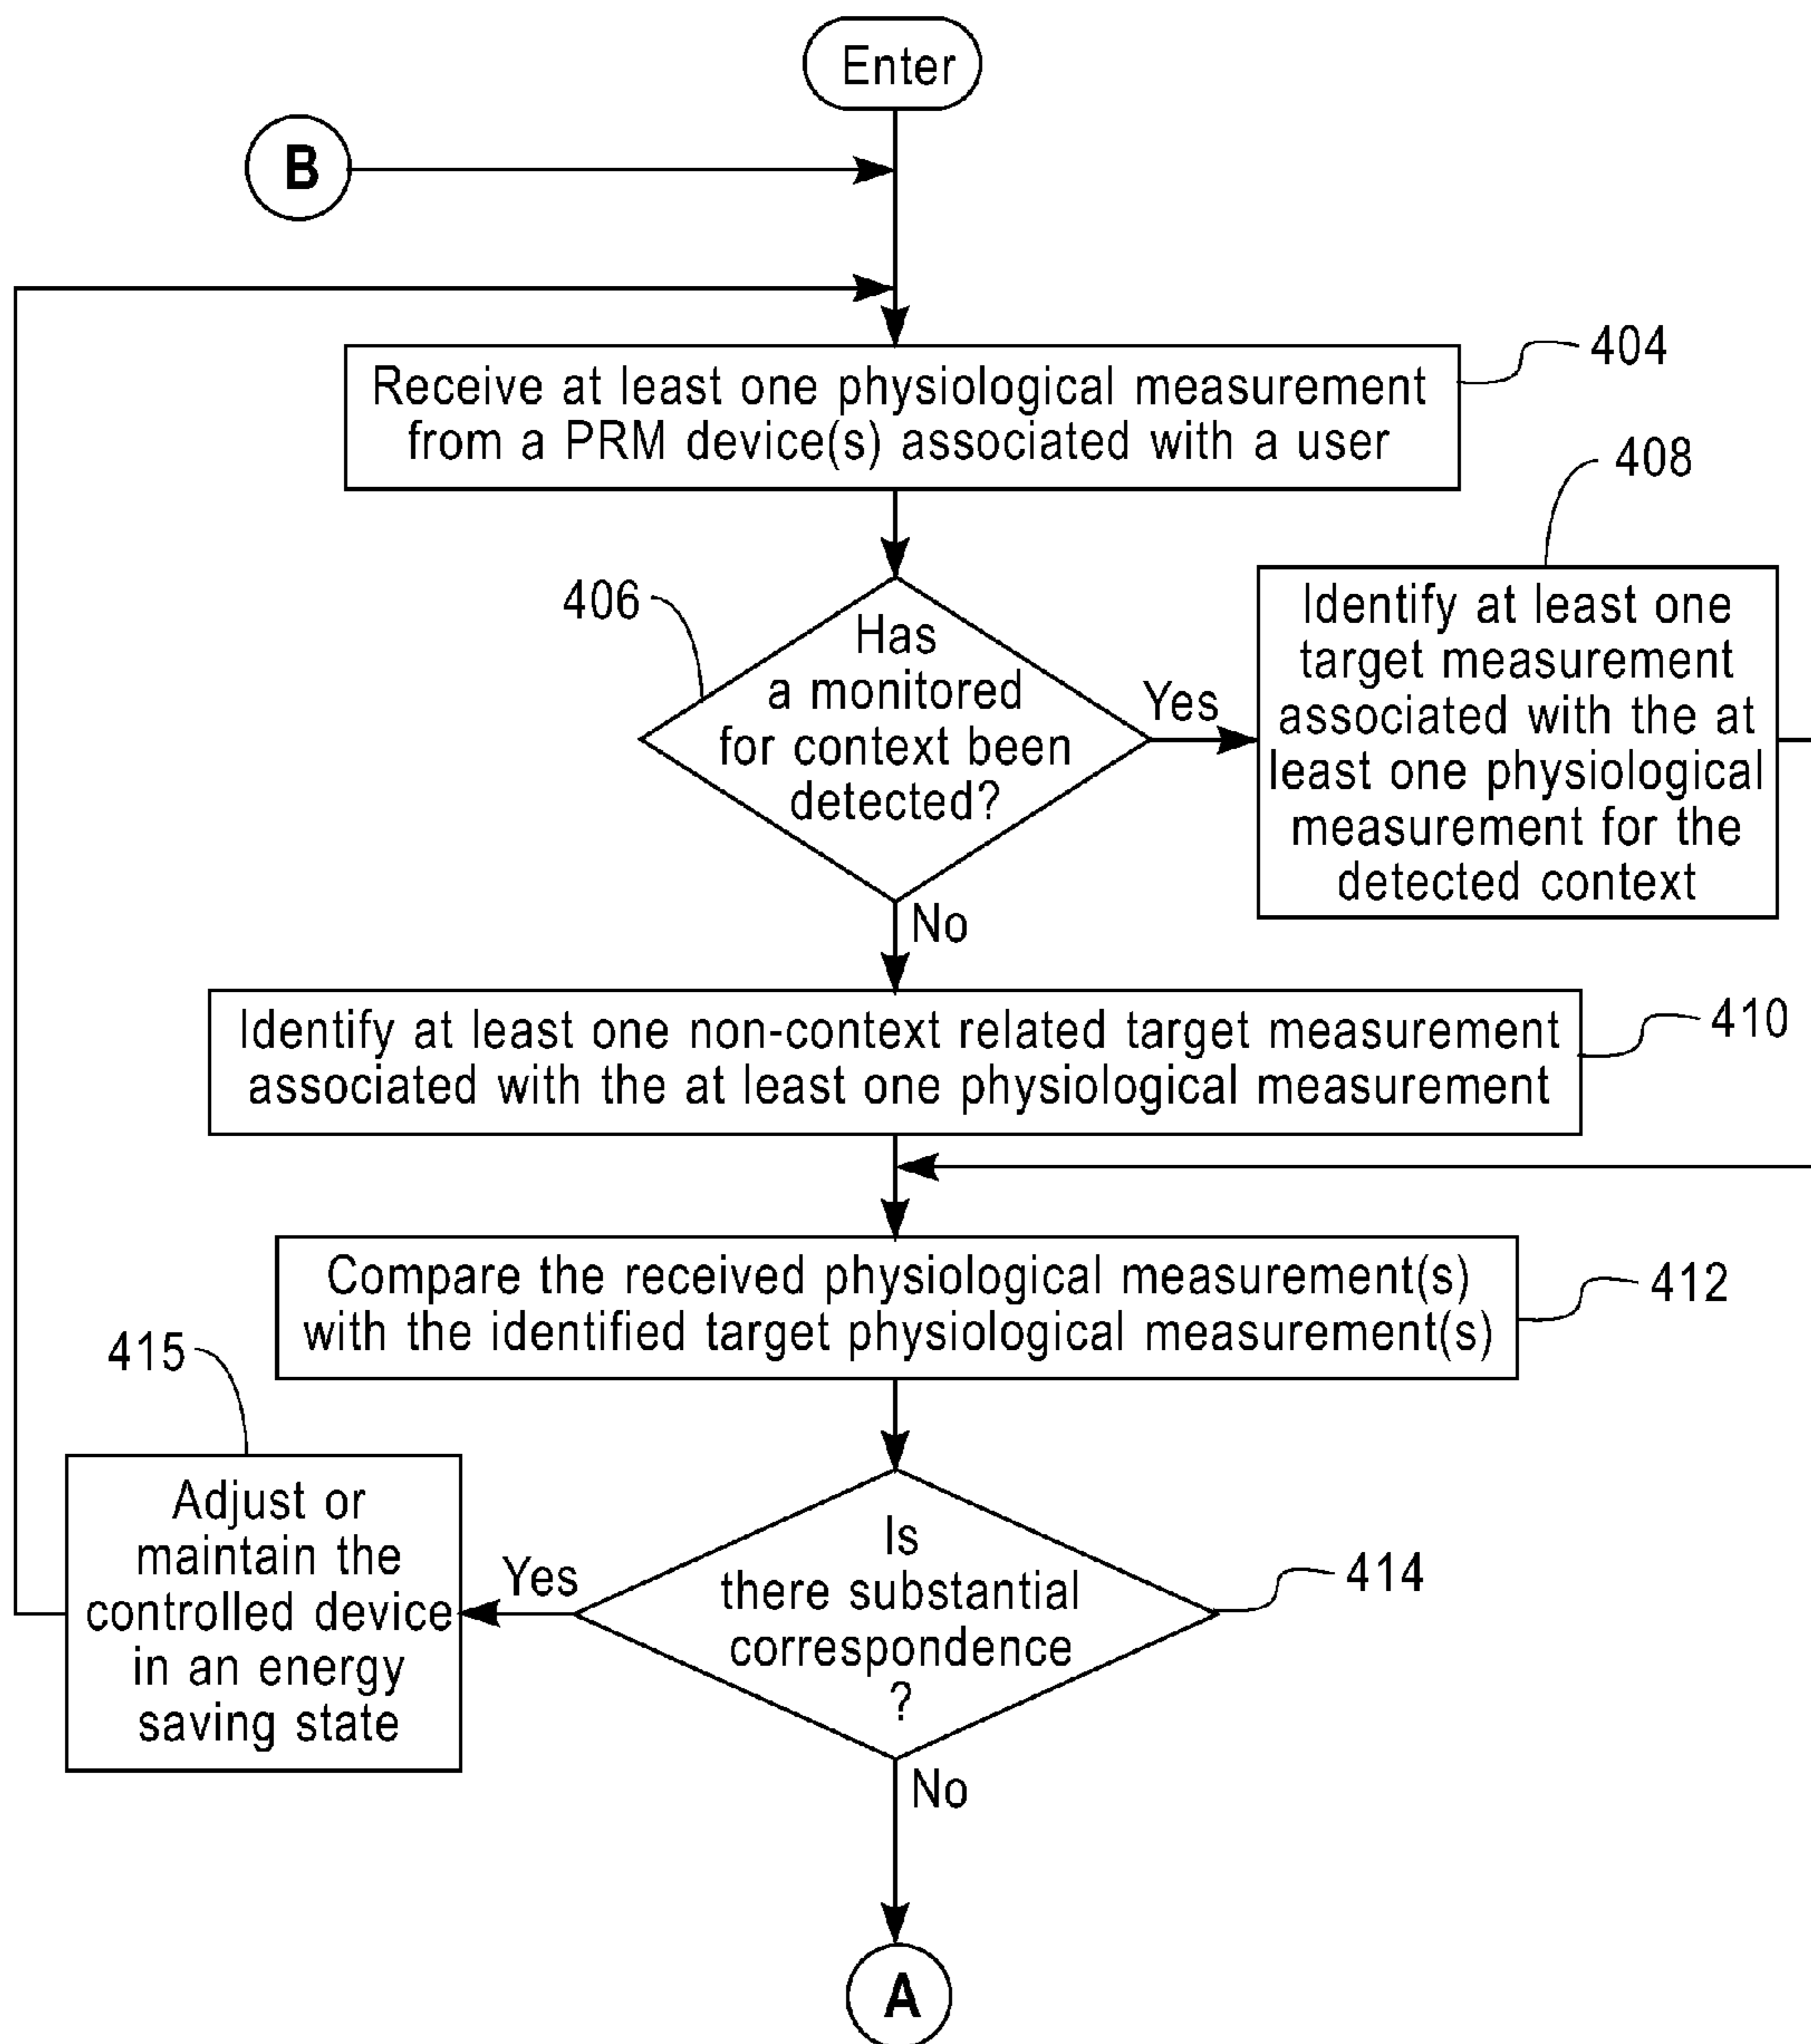 Enter
B
Receive at least one physiological measurement
from a PRM device(s) associated with a user
404
408
406
Has
a monitored
for context been
detected?
Yes
Identify at least one
target measurement
associated with the at
least one physiological
measurement for the
detected context
No
Identify at least one non-context related target measurement
associated with the at least one physiological measurement
410
Compare the received physiological measurement(s)
with the identified target physiological measurement(s)
412
415
Adjust or
maintain the
controlled device
in an energy
saving state
Yes
Is
there substantial
correspondence
?
414
No
A